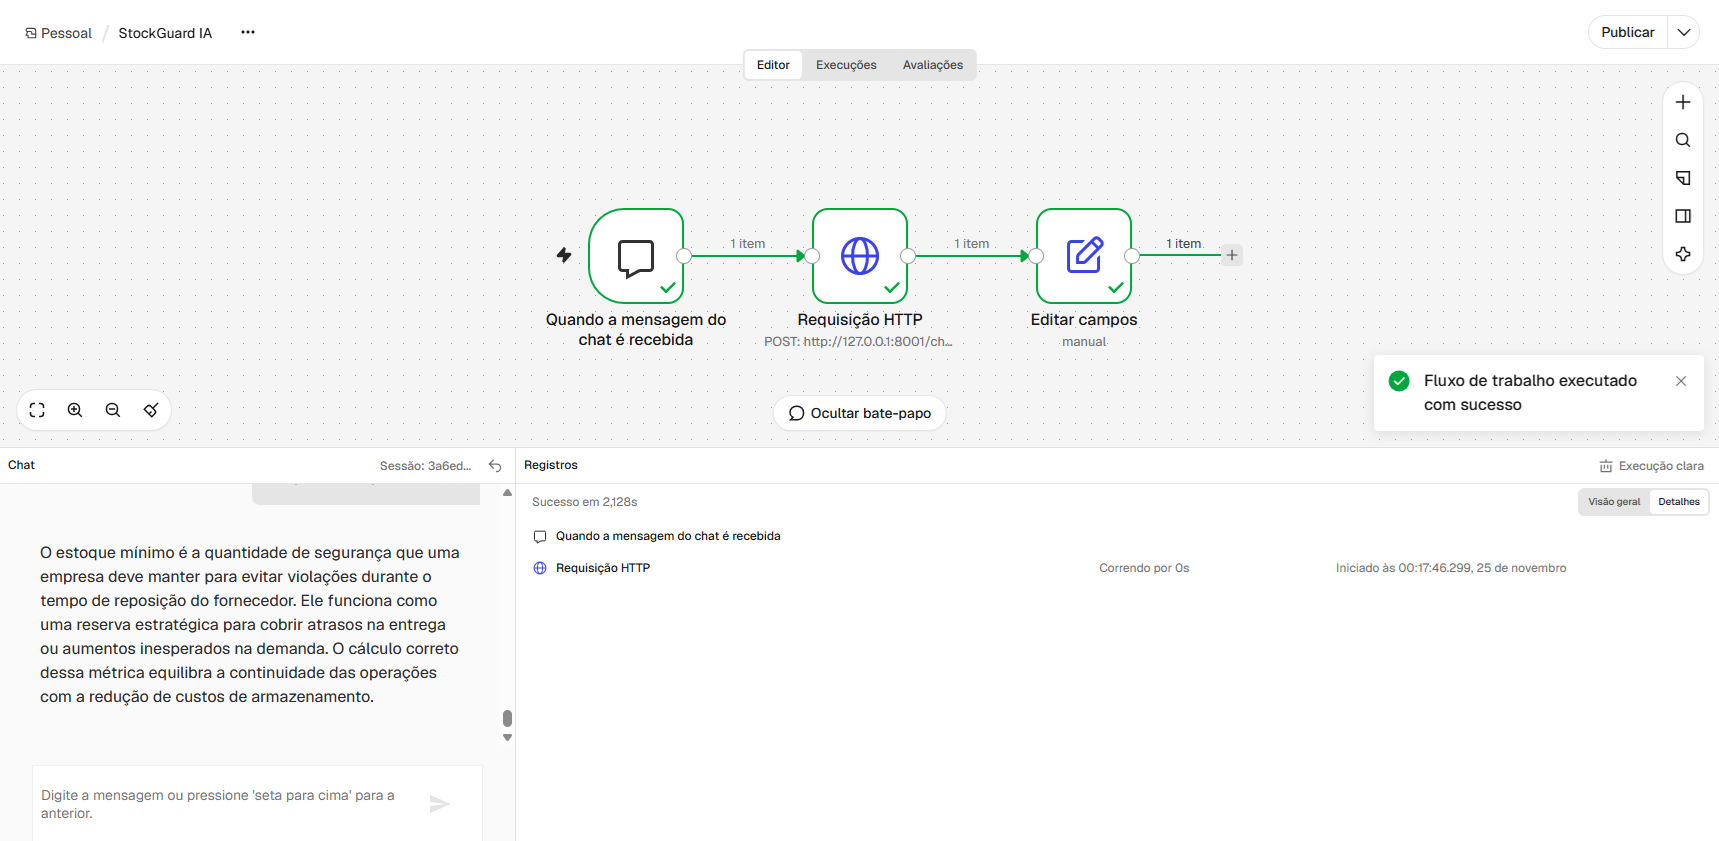 Pessoal / StockGuard IA
Publicar
Editor Execuções Avaliações
1 item
1 item
1 item
Quando a mensagem do
chat é recebida
Requisição HTTP
POST: http://127.0.0.1:8001/ch...
Editar campos
manual
Fluxo de trabalho executado
com sucesso
Ocultar bate-papo
Chat
Sessão: 3a6ed...
O estoque mínimo é a quantidade de segurança que uma
empresa deve manter para evitar violações durante o
tempo de reposição do fornecedor. Ele funciona como
uma reserva estratégica para cobrir atrasos na entrega
ou aumentos inesperados na demanda. O cálculo correto
dessa métrica equilibra a continuidade das operações
com a redução de custos de armazenamento.
Digite a mensagem ou pressione 'seta para cima' para a
anterior.
Registros
Execução clara
Sucesso em 2,128s
Visão geral Detalhes
Quando a mensagem do chat é recebida
Requisição HTTP Correndo por 0s Iniciado às 00:17:46.299, 25 de novembro